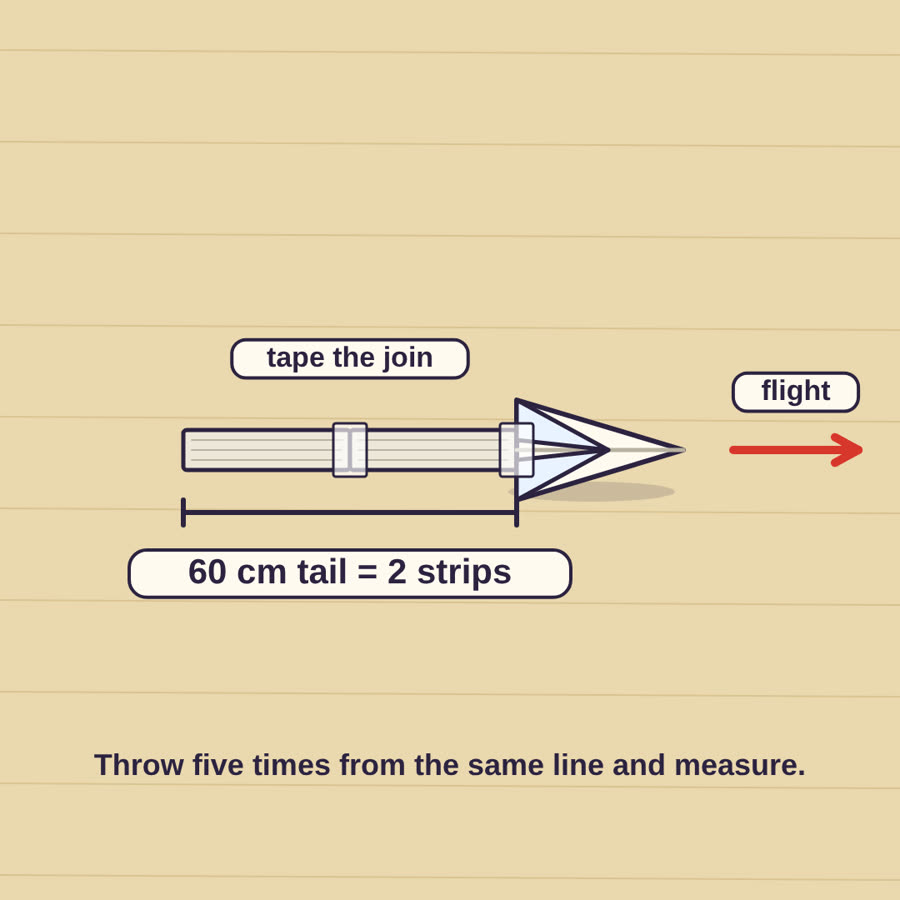 tape the join
flight
60 cm tail = 2 strips
Throw five times from the same line and measure.